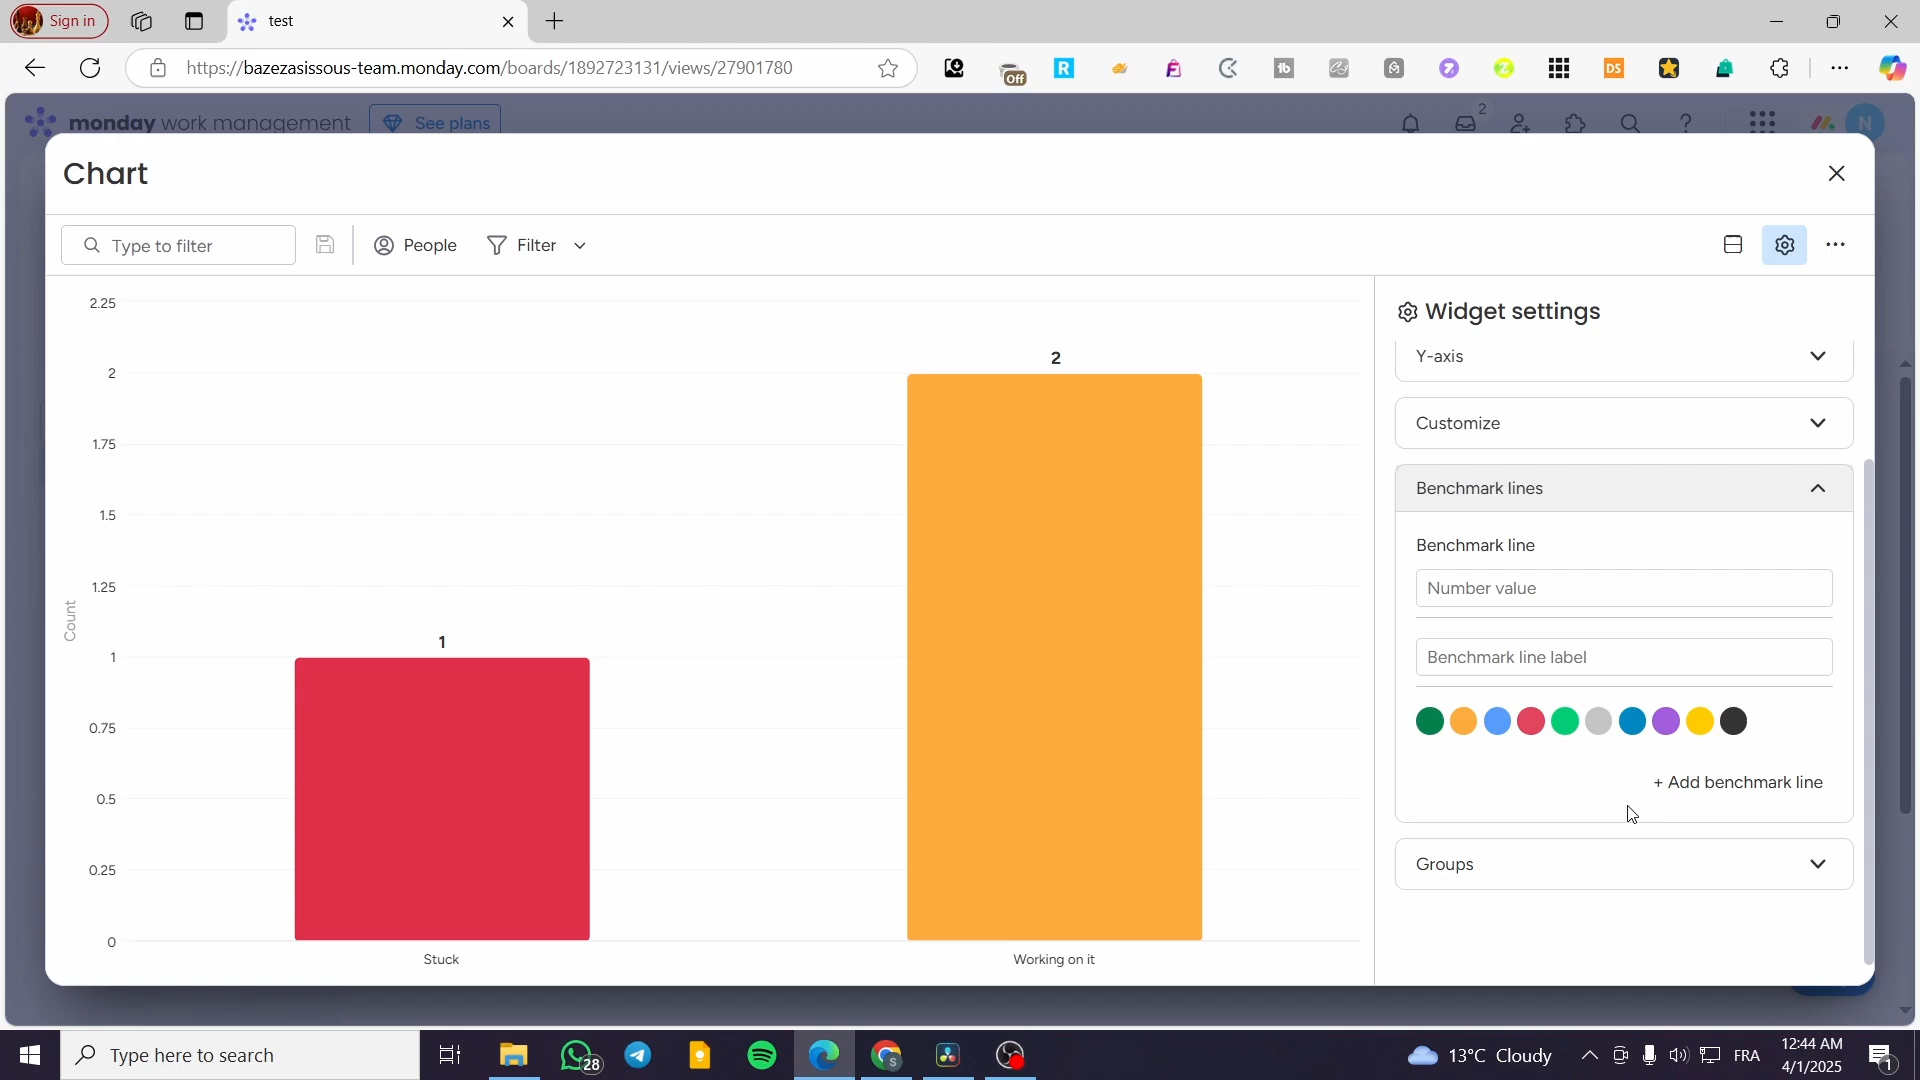 Sign in
test
https://bazezasissous-team.monday.com/boards/1892723131/views/27901780
Off
R
1b
DS
monday work management
See plans
2
N
Chart
Type to filter
People
Filter
2.25
2
1.75
1.5
1.25
1
0.75
0.5
0.25
0
Count
1
2
Stuck
Working on it
Widget settings
Y-axis
Customize
Benchmark lines
Benchmark line
Number value
Benchmark line label
+ Add benchmark line
Groups
Type here to search
28
S
13°C Cloudy
FRA
12:44 AM
4/1/2025
1